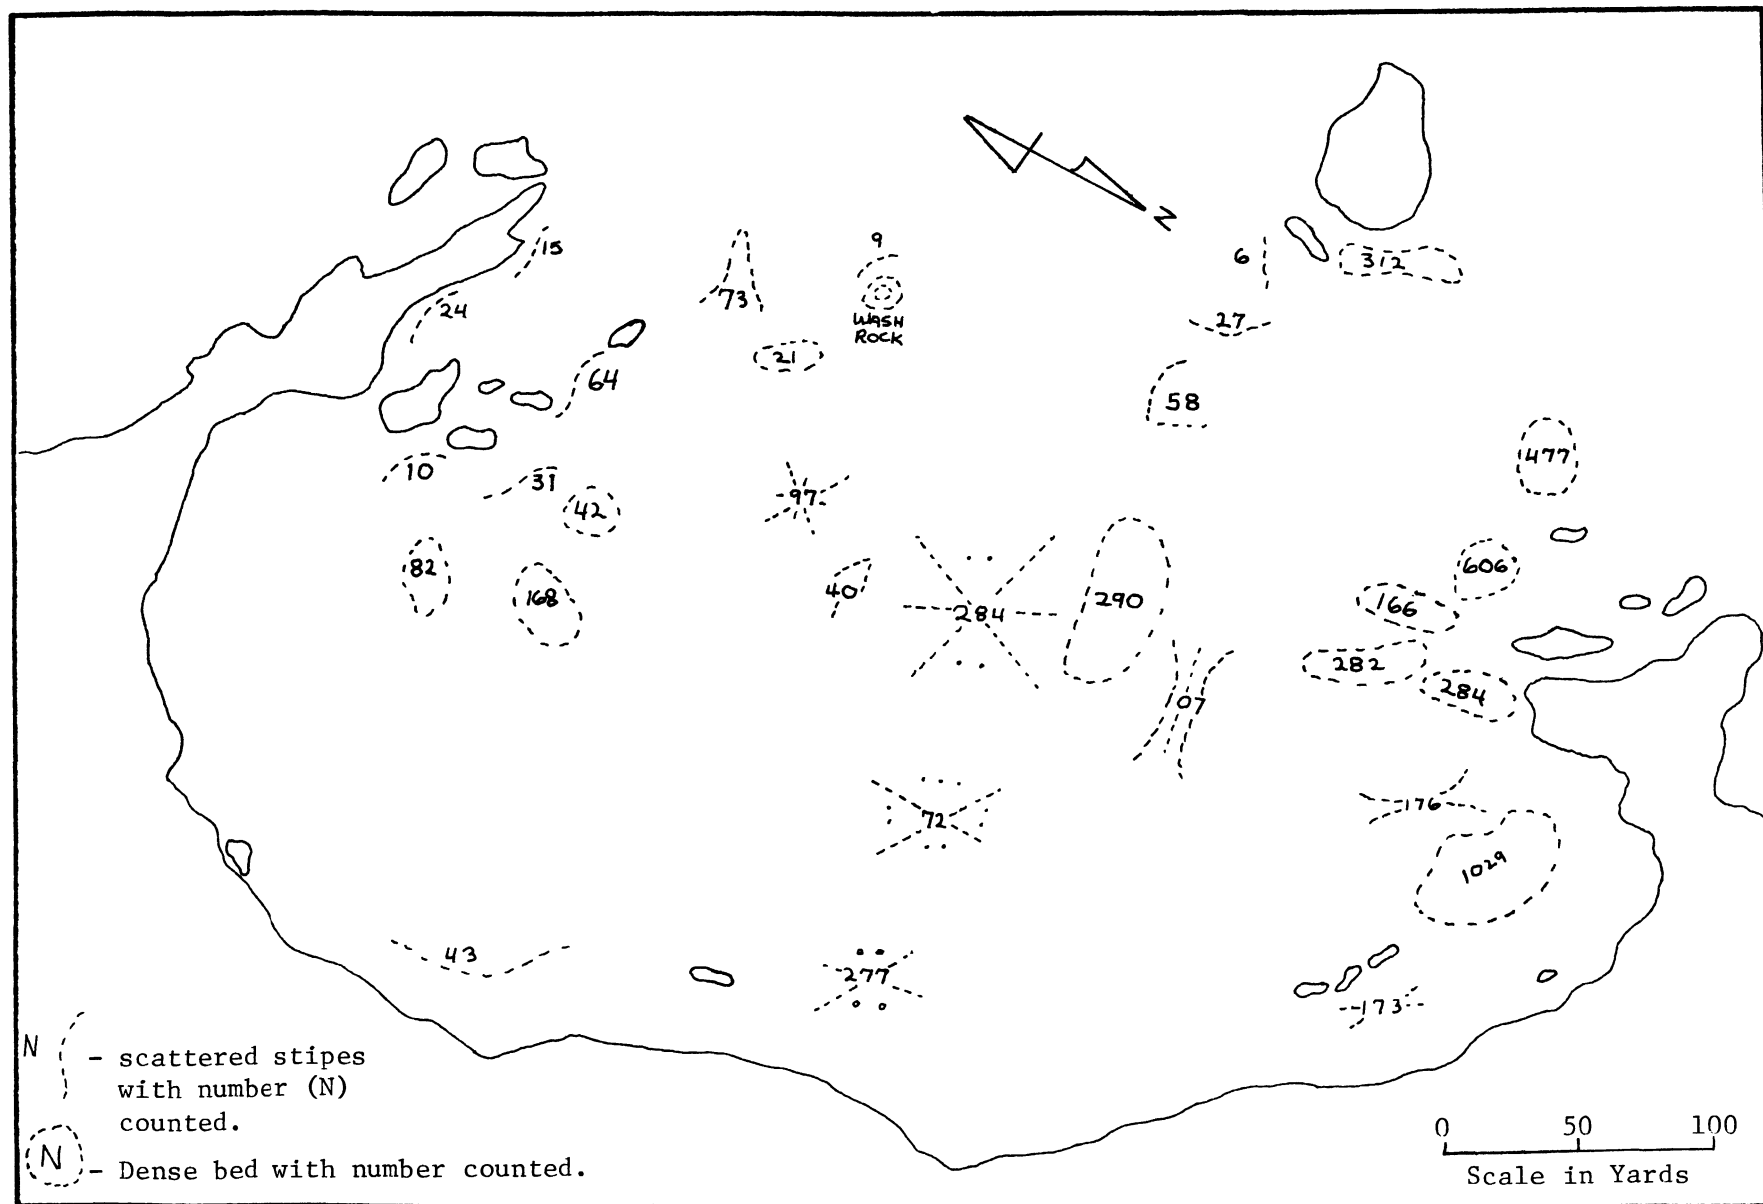 N
15
9
6
312
24
73
WASH
ROCK
27
21
64
58
477
10
31
42
97
82
168
40
284
290
606
166
282
284
07
72
176
1029
43
277
173
N
- scattered stipes
with number (N)
counted.
N
- Dense bed with number counted.
0 50 100
Scale in Yards